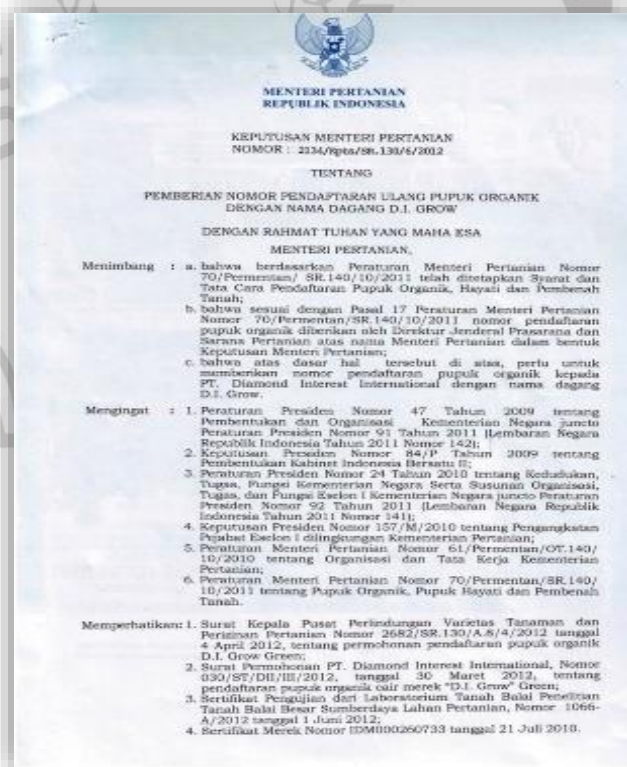 MENTERI PERTANIAN
REPUBLIK INDONESIA
KEPUTUSAN MENTERI PERTANIAN
NOMOR : 2134/Kpts/SR.130/6/2012
TENTANG
PEMBERIAN NOMOR PENDAFTARAN ULANG PUPUK ORGANIK
DENGAN NAMA DAGANG D.I. GROW
DENGAN RAHMAT TUHAN YANG MAHA ESA
MENTERI PERTANIAN,
Menimbang : a. bahwa berdasarkan Peraturan Menteri Pertanian Nomor
70/Permentan/ SR.140/10/2011 telah ditetapkan Syarat dan
Tata Cara Pendaftaran Pupuk Organik, Hayati dan Pembenah
Tanah;
b. bahwa sesuai dengan Pasal 17 Peraturan Menteri Pertanian
Nomor 70/Permentan/SR.140/10/2011 nomor pendaftaran
pupuk organik diberikan oleh Direktur Jenderal Prasarana dan
Sarana Pertanian atas nama Menteri Pertanian dalam bentuk
Keputusan Menteri Pertanian;
c. bahwa atas dasar hal tersebut di atas, perlu untuk
memberikan nomor pendaftaran pupuk organik kepada
PT. Diamond Interest International dengan nama dagang
D.I. Grow.
Mengingat : 1. Peraturan Presiden Nomor 47 Tahun 2009 tentang
Pembentukan dan Organisasi Kementerian Negara juncto
Peraturan Presiden Nomor 91 Tahun 2011 (Lembaran Negara
Republik Indonesia Tahun 2011 Nomor 142);
2. Keputusan Presiden Nomor 84/P Tahun 2009 tentang
Pembentukan Kabinet Indonesia Bersatu II;
3. Peraturan Presiden Nomor 24 Tahun 2010 tentang Kedudukan,
Tugas, Fungsi Kementerian Negara Serta Susunan Organisasi,
Tugas, dan Fungsi Eselon I Kementerian Negara juncto Peraturan
Presiden Nomor 92 Tahun 2011 (Lembaran Negara Republik
Indonesia Tahun 2011 Nomor 141);
4. Keputusan Presiden Nomor 157/M/2010 tentang Pengangkatan
Pejabat Eselon I dilingkungan Kementerian Pertanian;
5. Peraturan Menteri Pertanian Nomor 61/Permentan/OT.140/
10/2010 tentang Organisasi dan Tata Kerja Kementerian
Pertanian;
6. Peraturan Menteri Pertanian Nomor 70/Permentan/SR.140/
10/2011 tentang Pupuk Organik, Pupuk Hayati dan Pembenah
Tanah.
Memperhatikan: 1. Surat Kepala Pusat Perlindungan Varietas Tanaman dan
Perizinan Pertanian Nomor 2682/SR.130/A.8/4/2012 tanggal
4 April 2012, tentang permohonan pendaftaran pupuk organik
D.I. Grow Green;
2. Surat Permohonan PT. Diamond Interest International, Nomor
030/ST/DII/III/2012, tanggal 30 Maret 2012, tentang
pendaftaran pupuk organik cair merek "D.I. Grow" Green;
3. Sertifikat Pengujian dari Laboratorium Tanah Balai Penelitian
Tanah Balai Besar Sumberdaya Lahan Pertanian, Nomor 1066-
A/2012 tanggal 1 Juni 2012;
4. Sertifikat Merek Nomor IDM000260733 tanggal 21 Juli 2010.